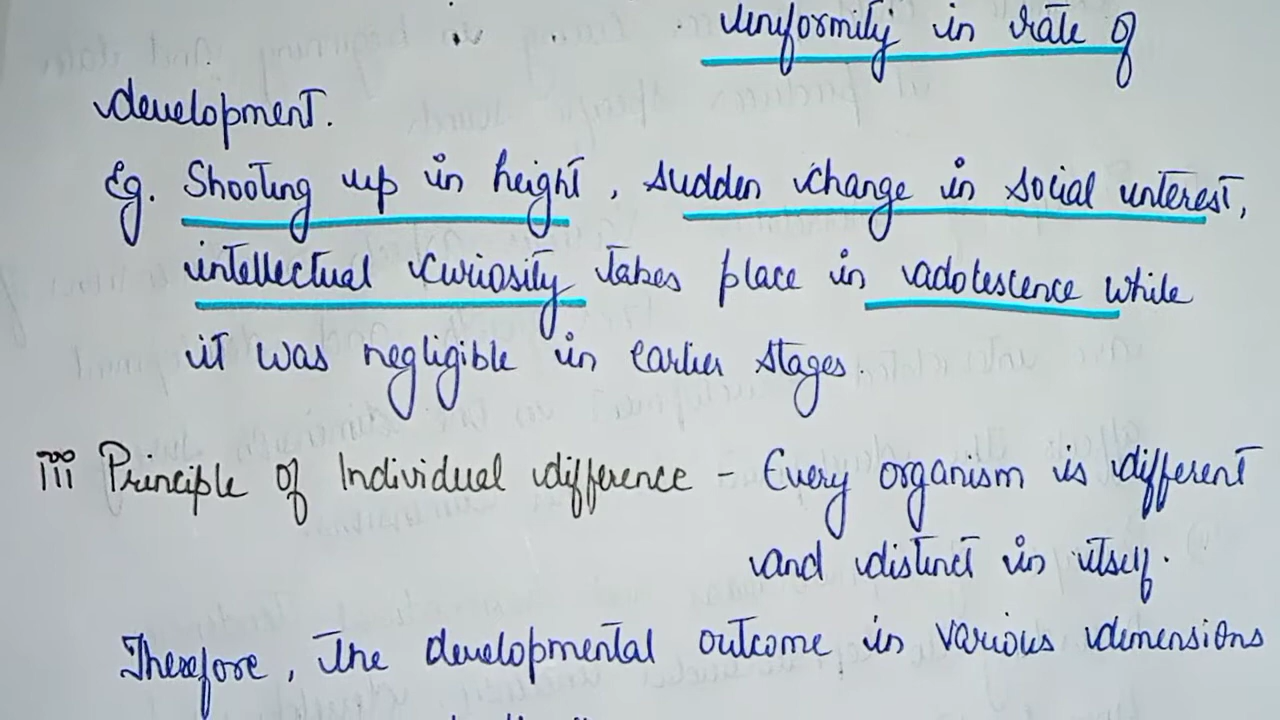 uniformity in rate of
development.
Eg. Shooting up in height, sudden change in social interest,
intellectual curiosity takes place in adolescence while
it was negligible in earlier stages.
iii Principle of Individual difference - Every organism is different
and distinct in itself.
Therefore, The developmental outcome in various demensions